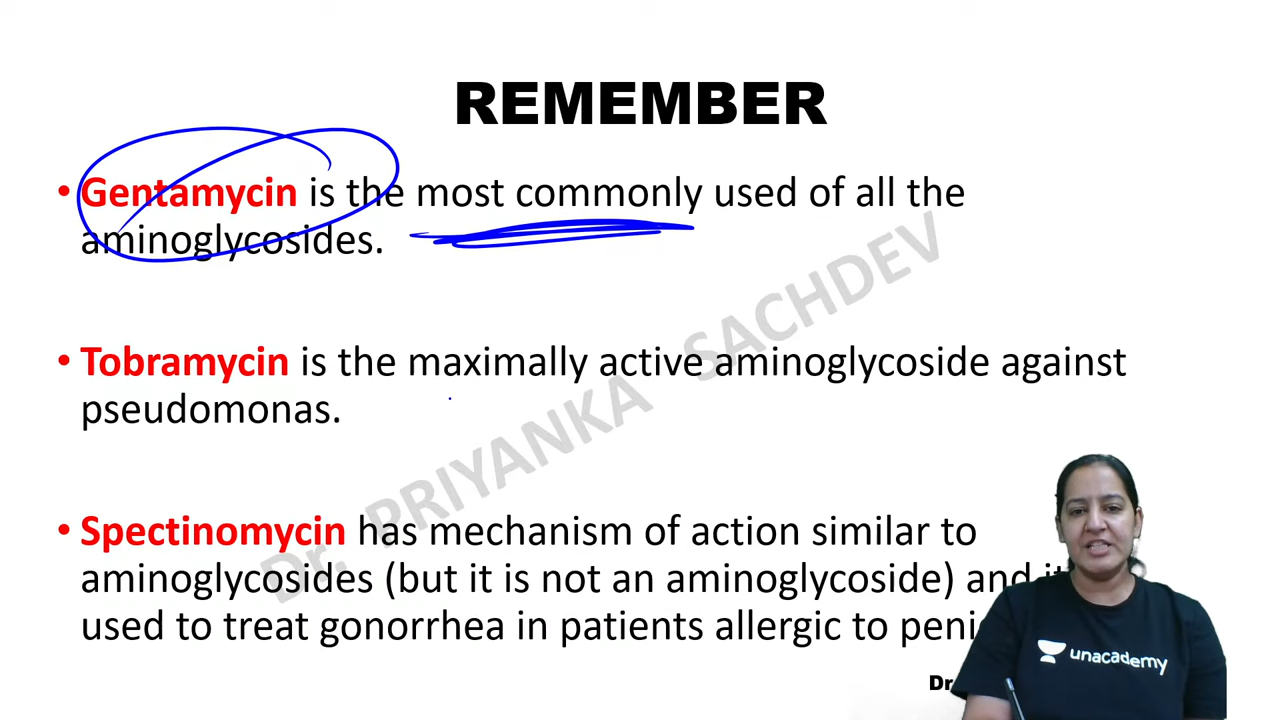 REMEMBER
• Gentamycin is the most commonly used of all the
aminoglycosides.
• Tobramycin is the maximally active aminoglycoside against
pseudomonas.
• Spectinomycin has mechanism of action similar to
aminoglycosides (but it is not an aminoglycoside) and
used to treat gonorrhea in patients allergic to
Dr. PRIYANKA SACHDEV
unacademy
Dr